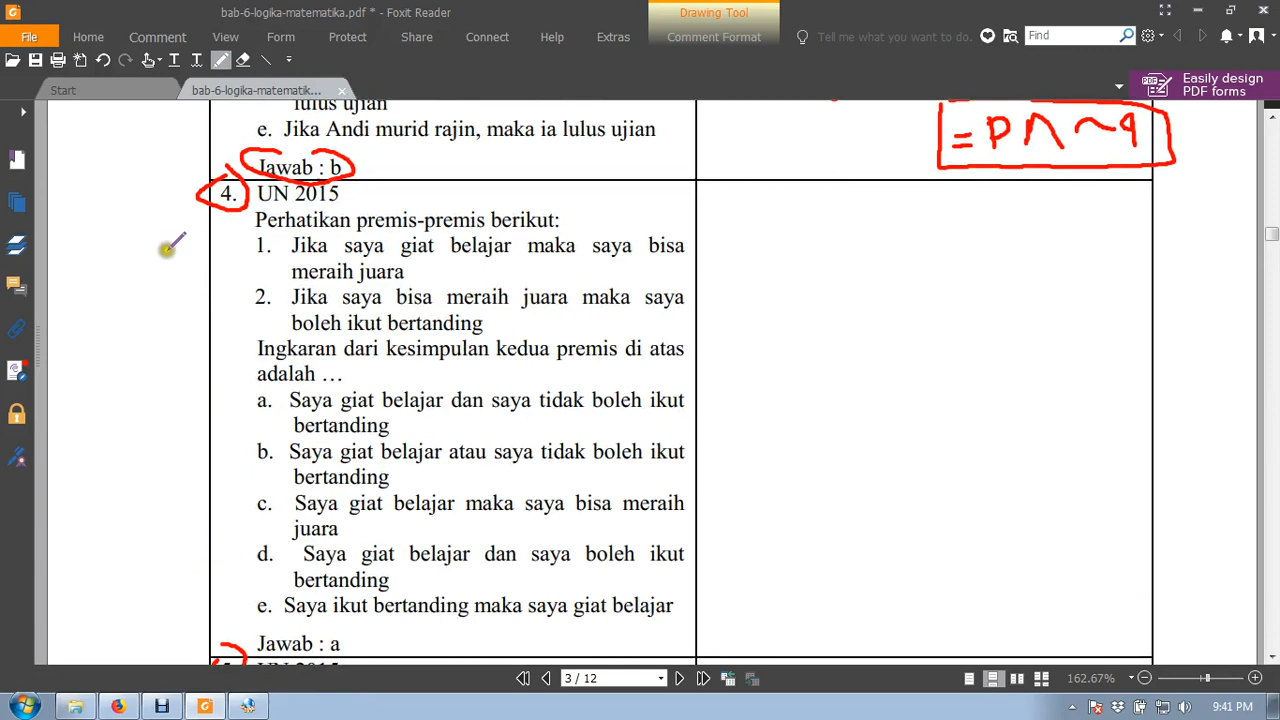 bab-6-logika-matematika.pdf * - Foxit Reader
Drawing Tool
File Home Comment View Form Protect Share Connect Help Extras Comment Format Tell me what you want to do.. Find
Start
bab-6-logika-matematik...
Easily design
PDF forms
lulus ujian
e. Jika Andi murid rajin, maka ia lulus ujian
= P ∧ ~q
Jawab : b
4. UN 2015
Perhatikan premis-premis berikut:
1. Jika saya giat belajar maka saya bisa
meraih juara
2. Jika saya bisa meraih juara maka saya
boleh ikut bertanding
Ingkaran dari kesimpulan kedua premis di atas
adalah …
a. Saya giat belajar dan saya tidak boleh ikut
bertanding
b. Saya giat belajar atau saya tidak boleh ikut
bertanding
c. Saya giat belajar maka saya bisa meraih
juara
d. Saya giat belajar dan saya boleh ikut
bertanding
e. Saya ikut bertanding maka saya giat belajar
Jawab : a
5. UN 2015
3 / 12
162.67%
9:41 PM